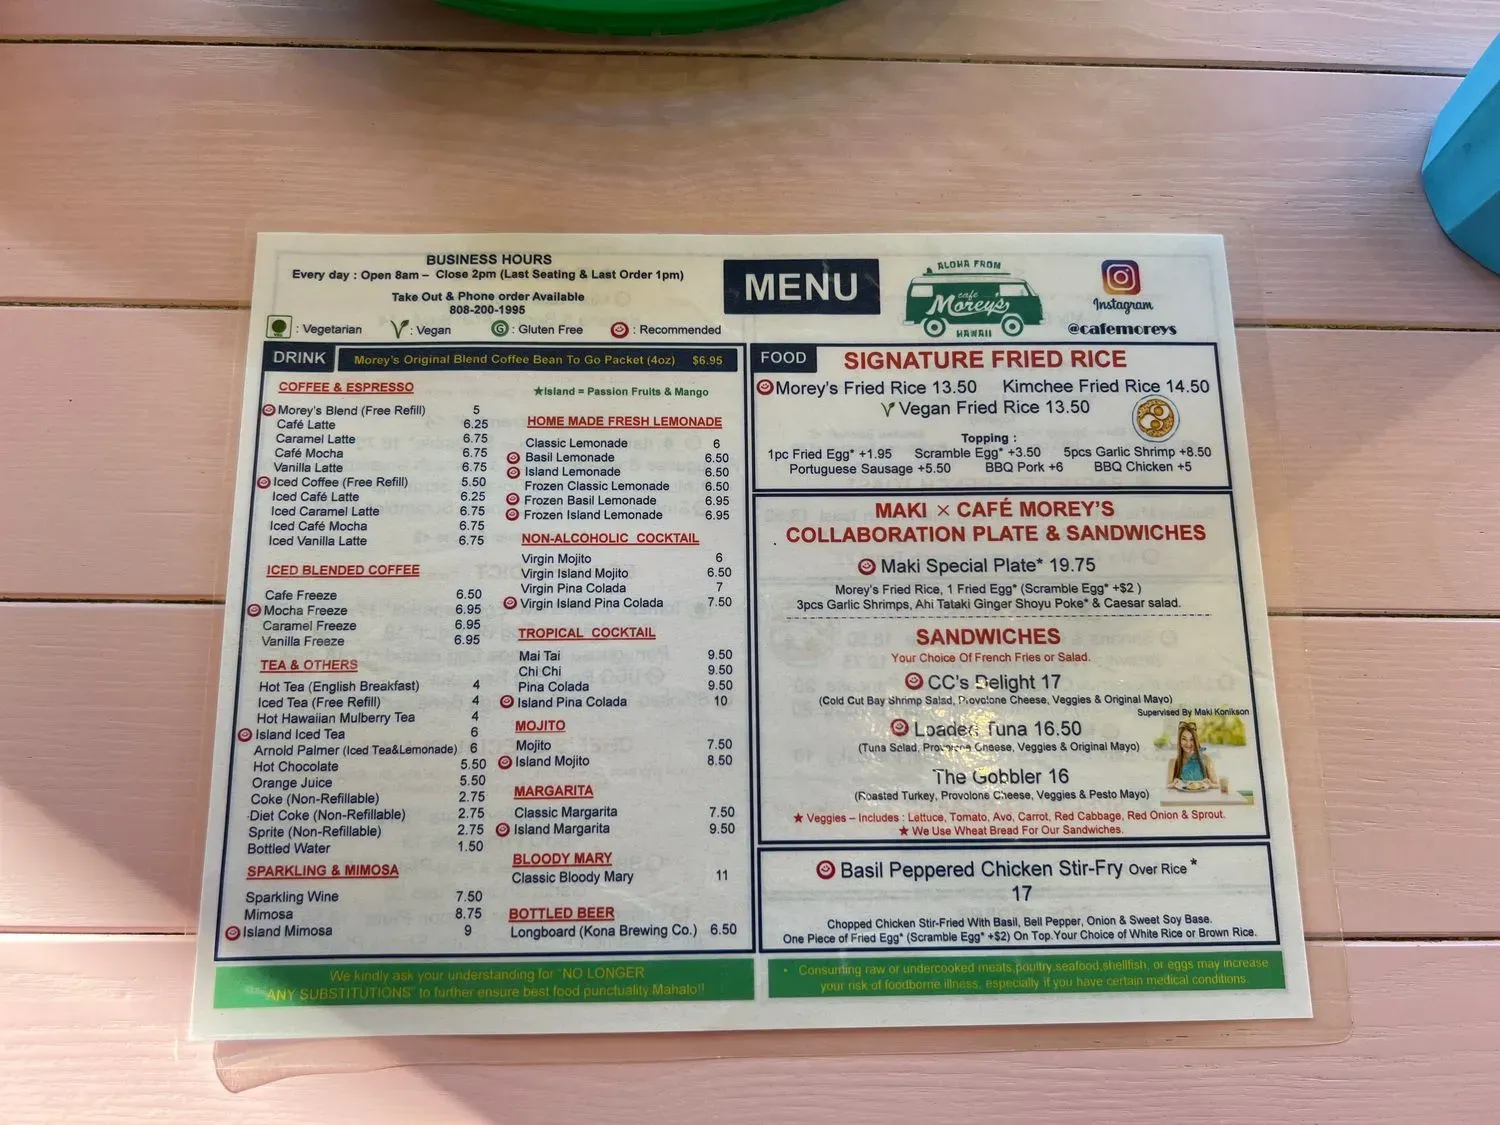 BUSINESS HOURS
Every day : Open 8am – Close 2pm (Last Seating & Last Order 1pm)
Take Out & Phone order Available
808-200-1995
: Vegetarian : Vegan G : Gluten Free : Recommended
MENU
ALOHA FROM
cafe
Morey's
HAWAII
Instagram
@cafemoreys
DRINK
Morey's Original Blend Coffee Bean To Go Packet (4oz) $6.95
COFFEE & ESPRESSO
Morey's Blend (Free Refill) 5
Café Latte 6.25
Caramel Latte 6.75
Café Mocha 6.75
Vanilla Latte 6.75
Iced Coffee (Free Refill) 5.50
Iced Café Latte 6.25
Iced Caramel Latte 6.75
Iced Café Mocha 6.75
Iced Vanilla Latte 6.75
ICED BLENDED COFFEE
Cafe Freeze 6.50
Mocha Freeze 6.95
Caramel Freeze 6.95
Vanilla Freeze 6.95
TEA & OTHERS
Hot Tea (English Breakfast) 4
Iced Tea (Free Refill) 4
Hot Hawaiian Mulberry Tea 4
Island Iced Tea 6
Arnold Palmer (Iced Tea&Lemonade) 6
Hot Chocolate 5.50
Orange Juice 5.50
Coke (Non-Refillable) 2.75
Diet Coke (Non-Refillable) 2.75
Sprite (Non-Refillable) 2.75
Bottled Water 1.50
SPARKLING & MIMOSA
Sparkling Wine 7.50
Mimosa 8.75
Island Mimosa 9
★Island = Passion Fruits & Mango
HOME MADE FRESH LEMONADE
Classic Lemonade 6
Basil Lemonade 6.50
Island Lemonade 6.50
Frozen Classic Lemonade 6.50
Frozen Basil Lemonade 6.95
Frozen Island Lemonade 6.95
NON-ALCOHOLIC COCKTAIL
Virgin Mojito 6
Virgin Island Mojito 6.50
Virgin Pina Colada 7
Virgin Island Pina Colada 7.50
TROPICAL COCKTAIL
Mai Tai 9.50
Chi Chi 9.50
Pina Colada 9.50
Island Pina Colada 10
MOJITO
Mojito 7.50
Island Mojito 8.50
MARGARITA
Classic Margarita 7.50
Island Margarita 9.50
BLOODY MARY
Classic Bloody Mary 11
BOTTLED BEER
Longboard (Kona Brewing Co.) 6.50
We kindly ask your understanding for "NO LONGER
ANY SUBSTITUTIONS" to further ensure best food punctuality Mahalo!!
FOOD
SIGNATURE FRIED RICE
Morey's Fried Rice 13.50 Kimchee Fried Rice 14.50
Vegan Fried Rice 13.50
Topping :
1pc Fried Egg* +1.95 Scramble Egg* +3.50 5pcs Garlic Shrimp +8.50
Portuguese Sausage +5.50 BBQ Pork +6 BBQ Chicken +5
MAKI × CAFÉ MOREY'S
COLLABORATION PLATE & SANDWICHES
Maki Special Plate* 19.75
Morey's Fried Rice, 1 Fried Egg* (Scramble Egg* +$2 )
3pcs Garlic Shrimps, Ahi Tataki Ginger Shoyu Poke* & Caesar salad.
SANDWICHES
Your Choice Of French Fries or Salad.
CC's Delight 17
(Cold Cut Bay Shrimp Salad, Provolone Cheese, Veggies & Original Mayo)
Supervised By Maki Konikson
Loaded Tuna 16.50
(Tuna Salad, Provolone Cheese, Veggies & Original Mayo)
The Gobbler 16
(Roasted Turkey, Provolone Cheese, Veggies & Pesto Mayo)
★ Veggies – Includes : Lettuce, Tomato, Avo, Carrot, Red Cabbage, Red Onion & Sprout.
★ We Use Wheat Bread For Our Sandwiches.
Basil Peppered Chicken Stir-Fry Over Rice *
17
Chopped Chicken Stir-Fried With Basil, Bell Pepper, Onion & Sweet Soy Base.
One Piece of Fried Egg* (Scramble Egg* +$2) On Top.Your Choice of White Rice or Brown Rice.
• Consuming raw or undercooked meats,poultry,seafood,shellfish, or eggs may increase
your risk of foodborne illness, especially if you have certain medical conditions.